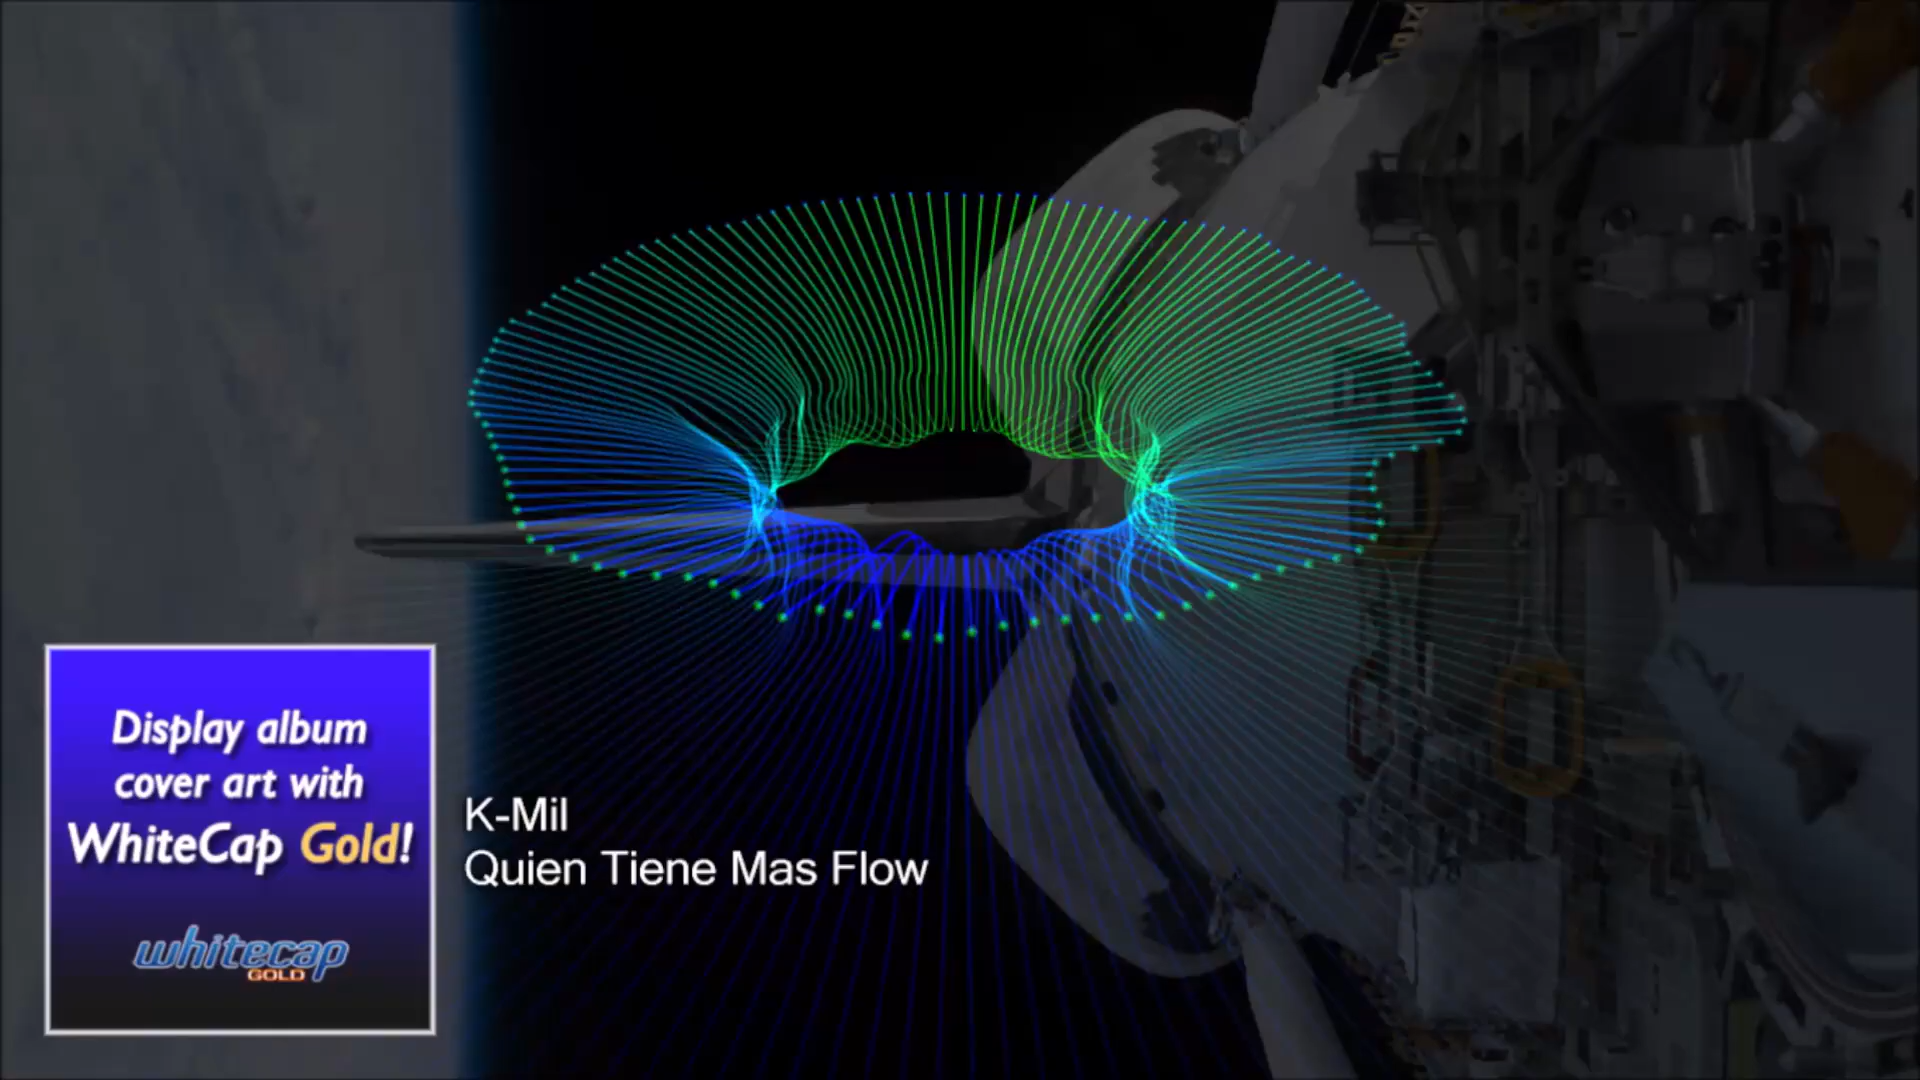 Display album
cover art with
WhiteCap Gold!
whitecap
GOLD
K-Mil
Quien Tiene Mas Flow